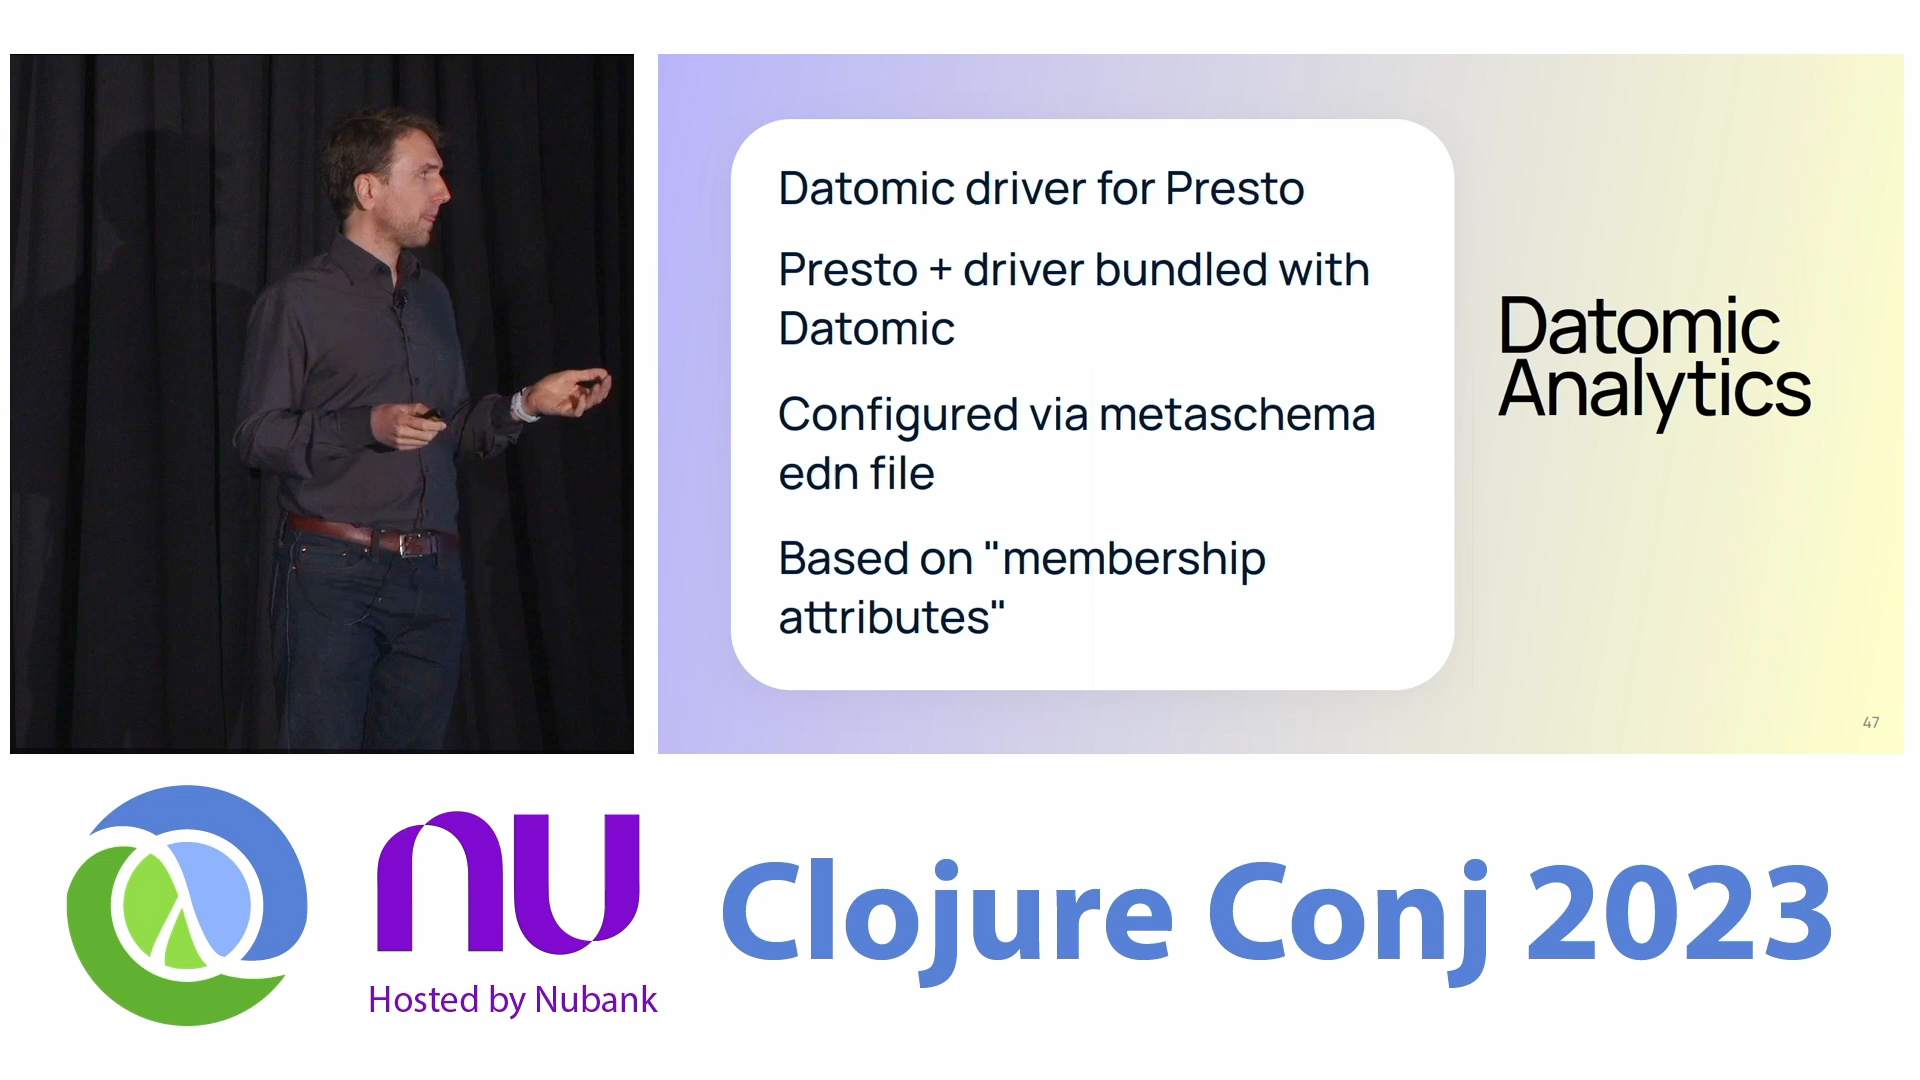 Datomic driver for Presto
Presto + driver bundled with
Datomic
Configured via metaschema
edn file
Based on "membership
attributes"
Datomic
Analytics
47
nu
Hosted by Nubank
Clojure Conj 2023